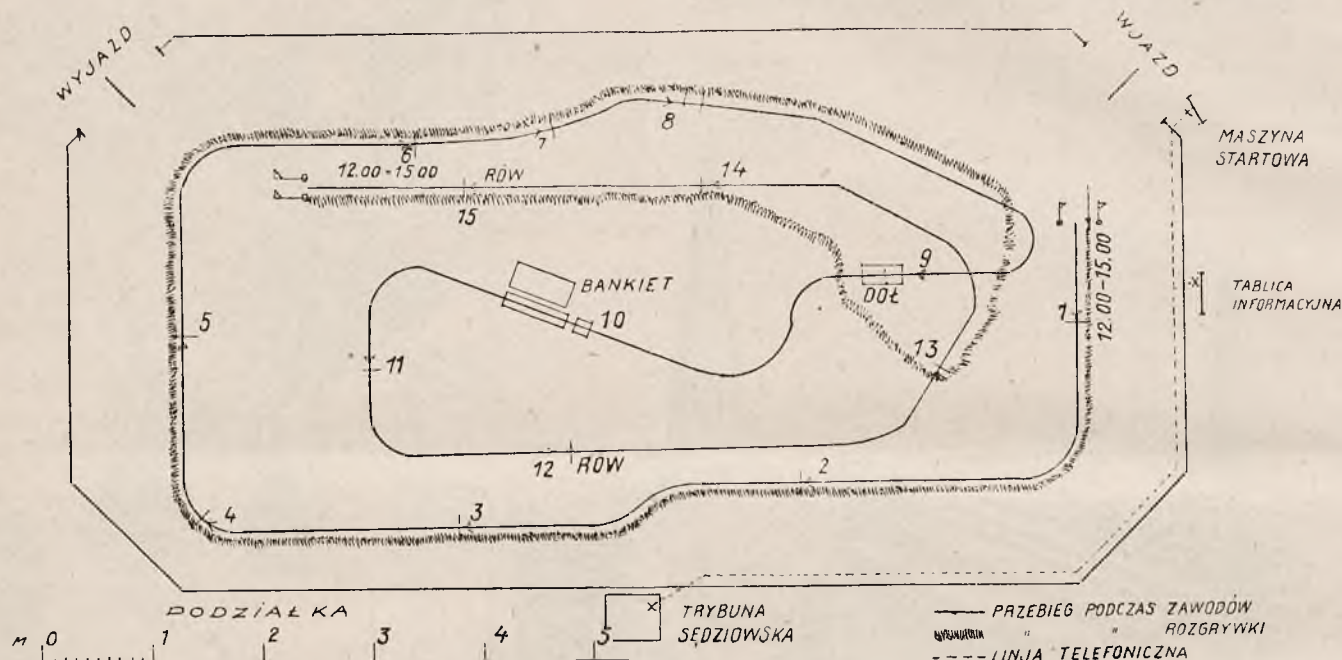 WYJAZD
WJAZD
MASZYNA
STARTOWA
8
7
6
12.00-15.00
RÓW
14
15
9
DÓŁ
BANKIET
10
TABLICA
INFORMACYJNA
1
12.00-15.00
5
11
13
12
RÓW
2
3
4
PODZIAŁKA
M 0 1 2 3 4 5
X
TRYBUNA
SĘDZIOWSKA
PRZEBIEG PODCZAS ZAWODÓW
" " ROZGRYWKI
LINJA TELEFONICZNA